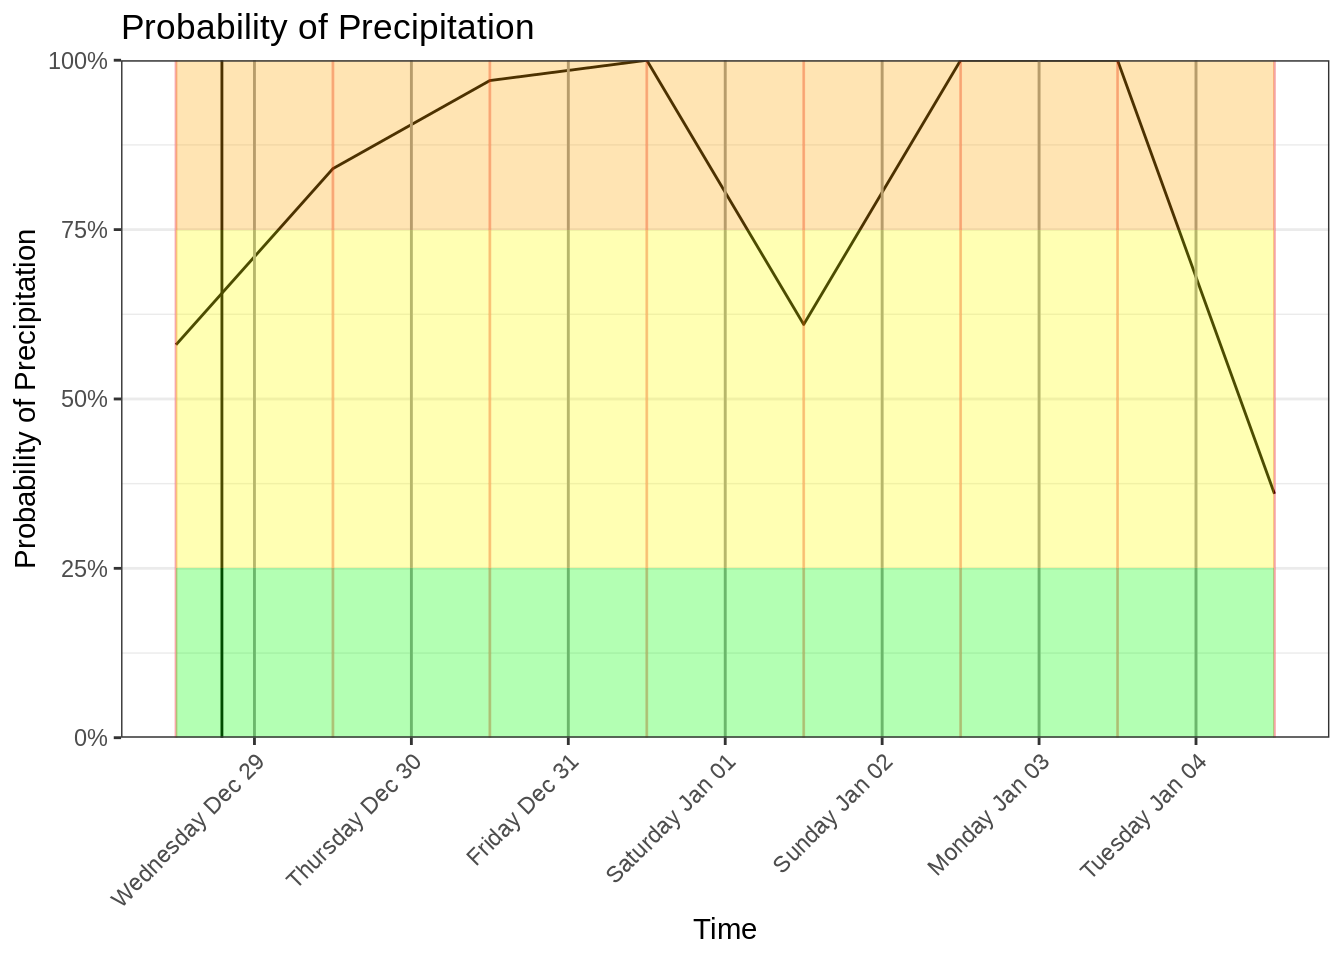 Probability of Precipitation
100%
75%
50%
25%
0%
Probability of Precipitation
Wednesday Dec 29
Thursday Dec 30
Friday Dec 31
Saturday Jan 01
Sunday Jan 02
Monday Jan 03
Tuesday Jan 04
Time